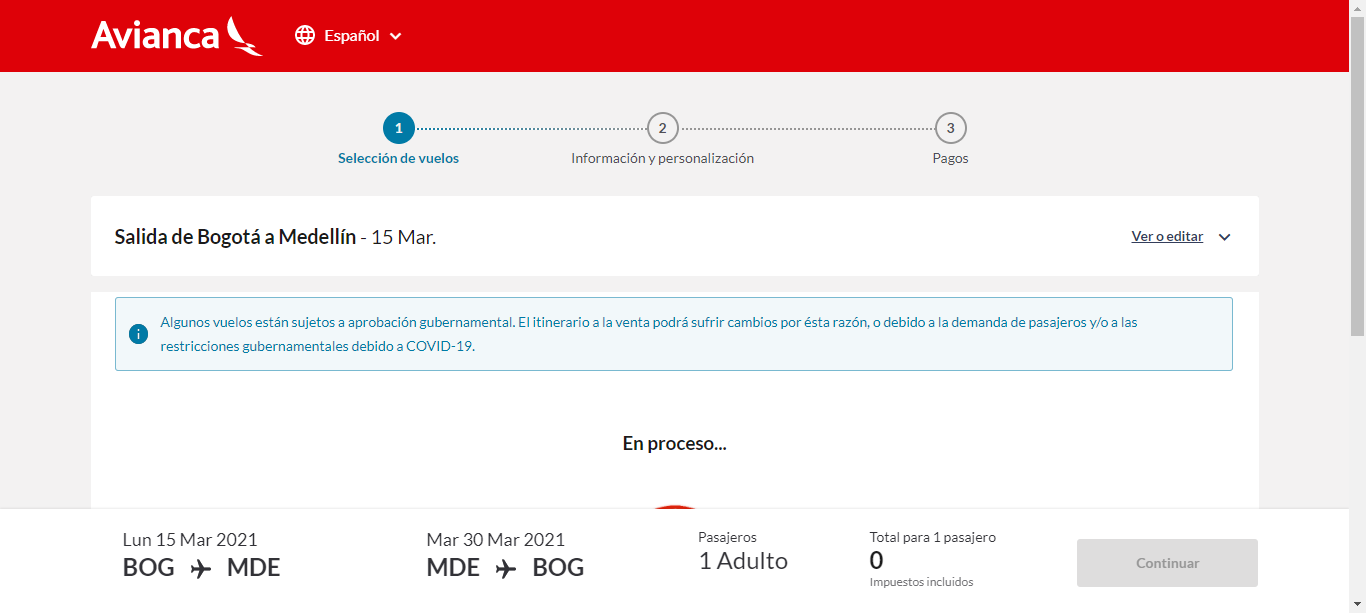 Avianca
Español
1
2
3
Selección de vuelos
Información y personalización
Pagos
Salida de Bogotá a Medellín - 15 Mar.
Ver o editar
i
Algunos vuelos están sujetos a aprobación gubernamental. El itinerario a la venta podrá sufrir cambios por ésta razón, o debido a la demanda de pasajeros y/o a las
restricciones gubernamentales debido a COVID-19.
En proceso...
Lun 15 Mar 2021
BOG MDE
Mar 30 Mar 2021
MDE BOG
Pasajeros
1 Adulto
Total para 1 pasajero
0
Impuestos incluidos
Continuar